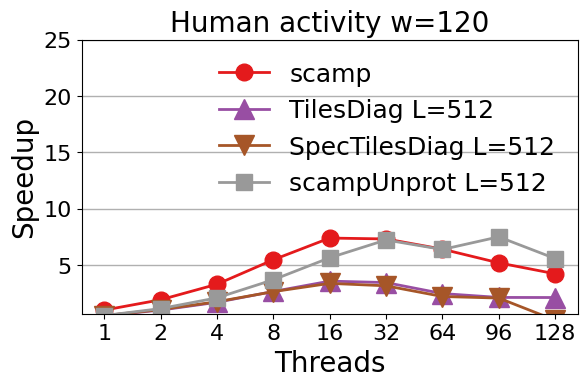 Human activity w=120
25
20
15
10
5
Speedup
scamp
TilesDiag L=512
SpecTilesDiag L=512
scampUnprot L=512
1 2 4 8 16 32 64 96 128
Threads